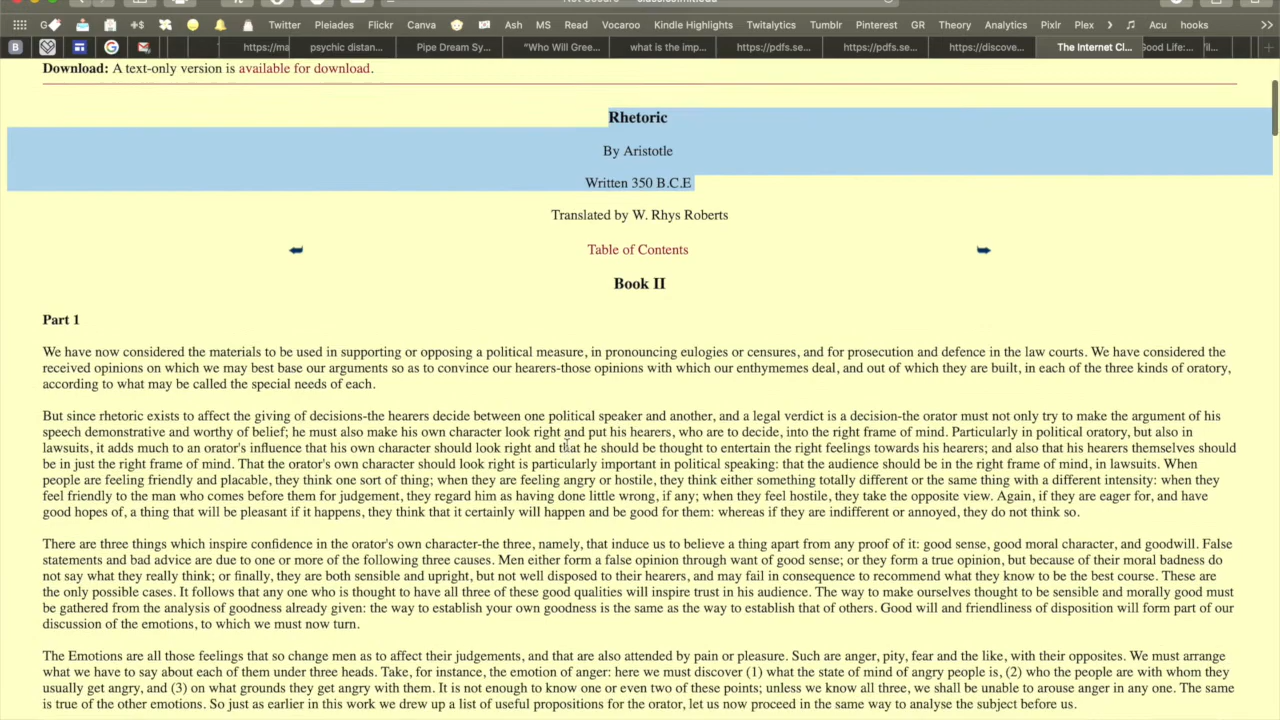 Twitter Pleiades Flickr Canva Ash MS Read Vocaroo Kindle Highlights Twitalytics Tumblr Pinterest GR Theory Analytics Pixlr Plex Acu hooks
https://ma psychic distan... Pipe Dream Sy... “Who Will Gree... what is the imp... https://pdfs.se... https://pdfs.se... https://discove... The Internet Cl... Good Life:...
Download: A text-only version is available for download.
Rhetoric
By Aristotle
Written 350 B.C.E
Translated by W. Rhys Roberts
Table of Contents
Book II
Part 1
We have now considered the materials to be used in supporting or opposing a political measure, in pronouncing eulogies or censures, and for prosecution and defence in the law courts. We have considered the
received opinions on which we may best base our arguments so as to convince our hearers-those opinions with which our enthymemes deal, and out of which they are built, in each of the three kinds of oratory,
according to what may be called the special needs of each.
But since rhetoric exists to affect the giving of decisions-the hearers decide between one political speaker and another, and a legal verdict is a decision-the orator must not only try to make the argument of his
speech demonstrative and worthy of belief; he must also make his own character look right and put his hearers, who are to decide, into the right frame of mind. Particularly in political oratory, but also in
lawsuits, it adds much to an orator's influence that his own character should look right and that he should be thought to entertain the right feelings towards his hearers; and also that his hearers themselves should
be in just the right frame of mind. That the orator's own character should look right is particularly important in political speaking: that the audience should be in the right frame of mind, in lawsuits. When
people are feeling friendly and placable, they think one sort of thing; when they are feeling angry or hostile, they think either something totally different or the same thing with a different intensity: when they
feel friendly to the man who comes before them for judgement, they regard him as having done little wrong, if any; when they feel hostile, they take the opposite view. Again, if they are eager for, and have
good hopes of, a thing that will be pleasant if it happens, they think that it certainly will happen and be good for them: whereas if they are indifferent or annoyed, they do not think so.
There are three things which inspire confidence in the orator's own character-the three, namely, that induce us to believe a thing apart from any proof of it: good sense, good moral character, and goodwill. False
statements and bad advice are due to one or more of the following three causes. Men either form a false opinion through want of good sense; or they form a true opinion, but because of their moral badness do
not say what they really think; or finally, they are both sensible and upright, but not well disposed to their hearers, and may fail in consequence to recommend what they know to be the best course. These are
the only possible cases. It follows that any one who is thought to have all three of these good qualities will inspire trust in his audience. The way to make ourselves thought to be sensible and morally good must
be gathered from the analysis of goodness already given: the way to establish your own goodness is the same as the way to establish that of others. Good will and friendliness of disposition will form part of our
discussion of the emotions, to which we must now turn.
The Emotions are all those feelings that so change men as to affect their judgements, and that are also attended by pain or pleasure. Such are anger, pity, fear and the like, with their opposites. We must arrange
what we have to say about each of them under three heads. Take, for instance, the emotion of anger: here we must discover (1) what the state of mind of angry people is, (2) who the people are with whom they
usually get angry, and (3) on what grounds they get angry with them. It is not enough to know one or even two of these points; unless we know all three, we shall be unable to arouse anger in any one. The same
is true of the other emotions. So just as earlier in this work we drew up a list of useful propositions for the orator, let us now proceed in the same way to analyse the subject before us.